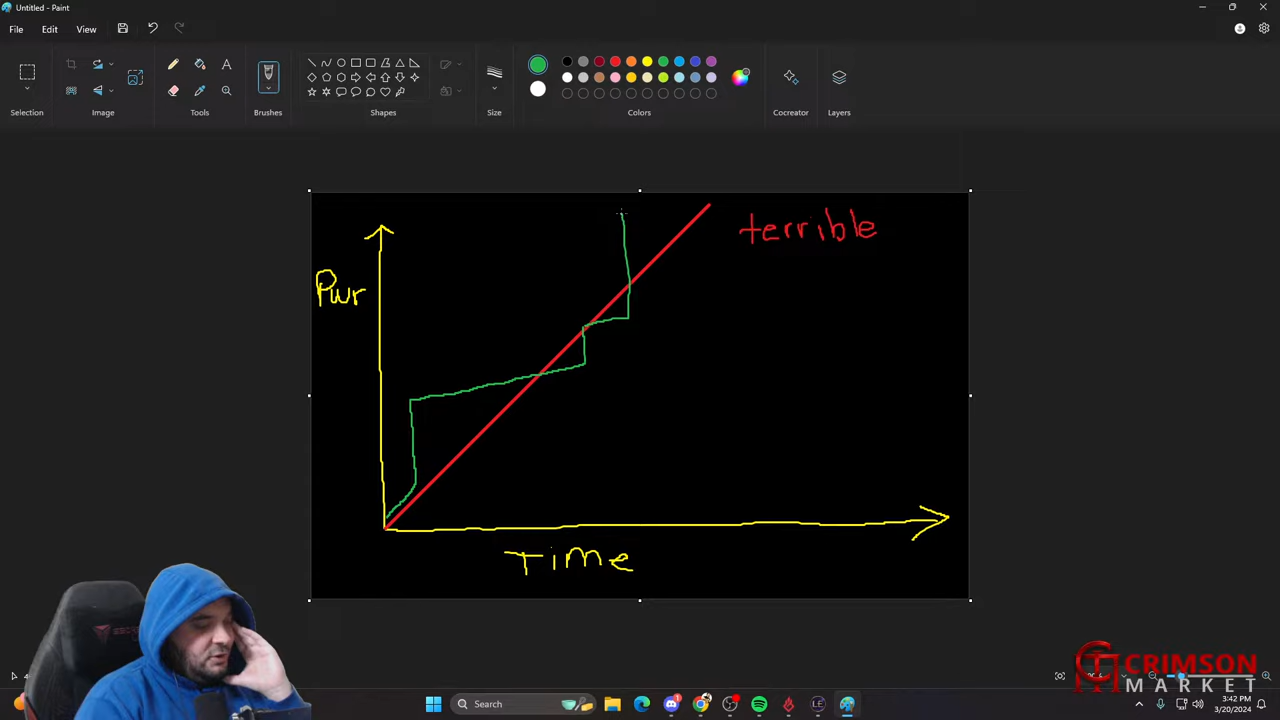 Untitled - Paint
File Edit View
Selection Image Tools Brushes Shapes Size Colors Cocreator Layers
terrible
Pwr
Time
CRIMSON
MARKET
Search
3:42 PM
3/20/2024